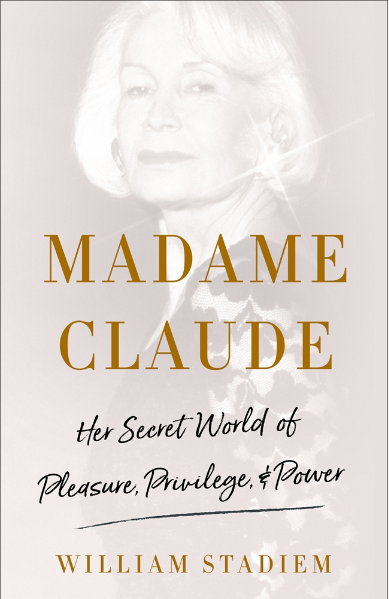 MADAME
CLAUDE
Her Secret World of
Pleasure, Privilege, & Power
WILLIAM STADIEM